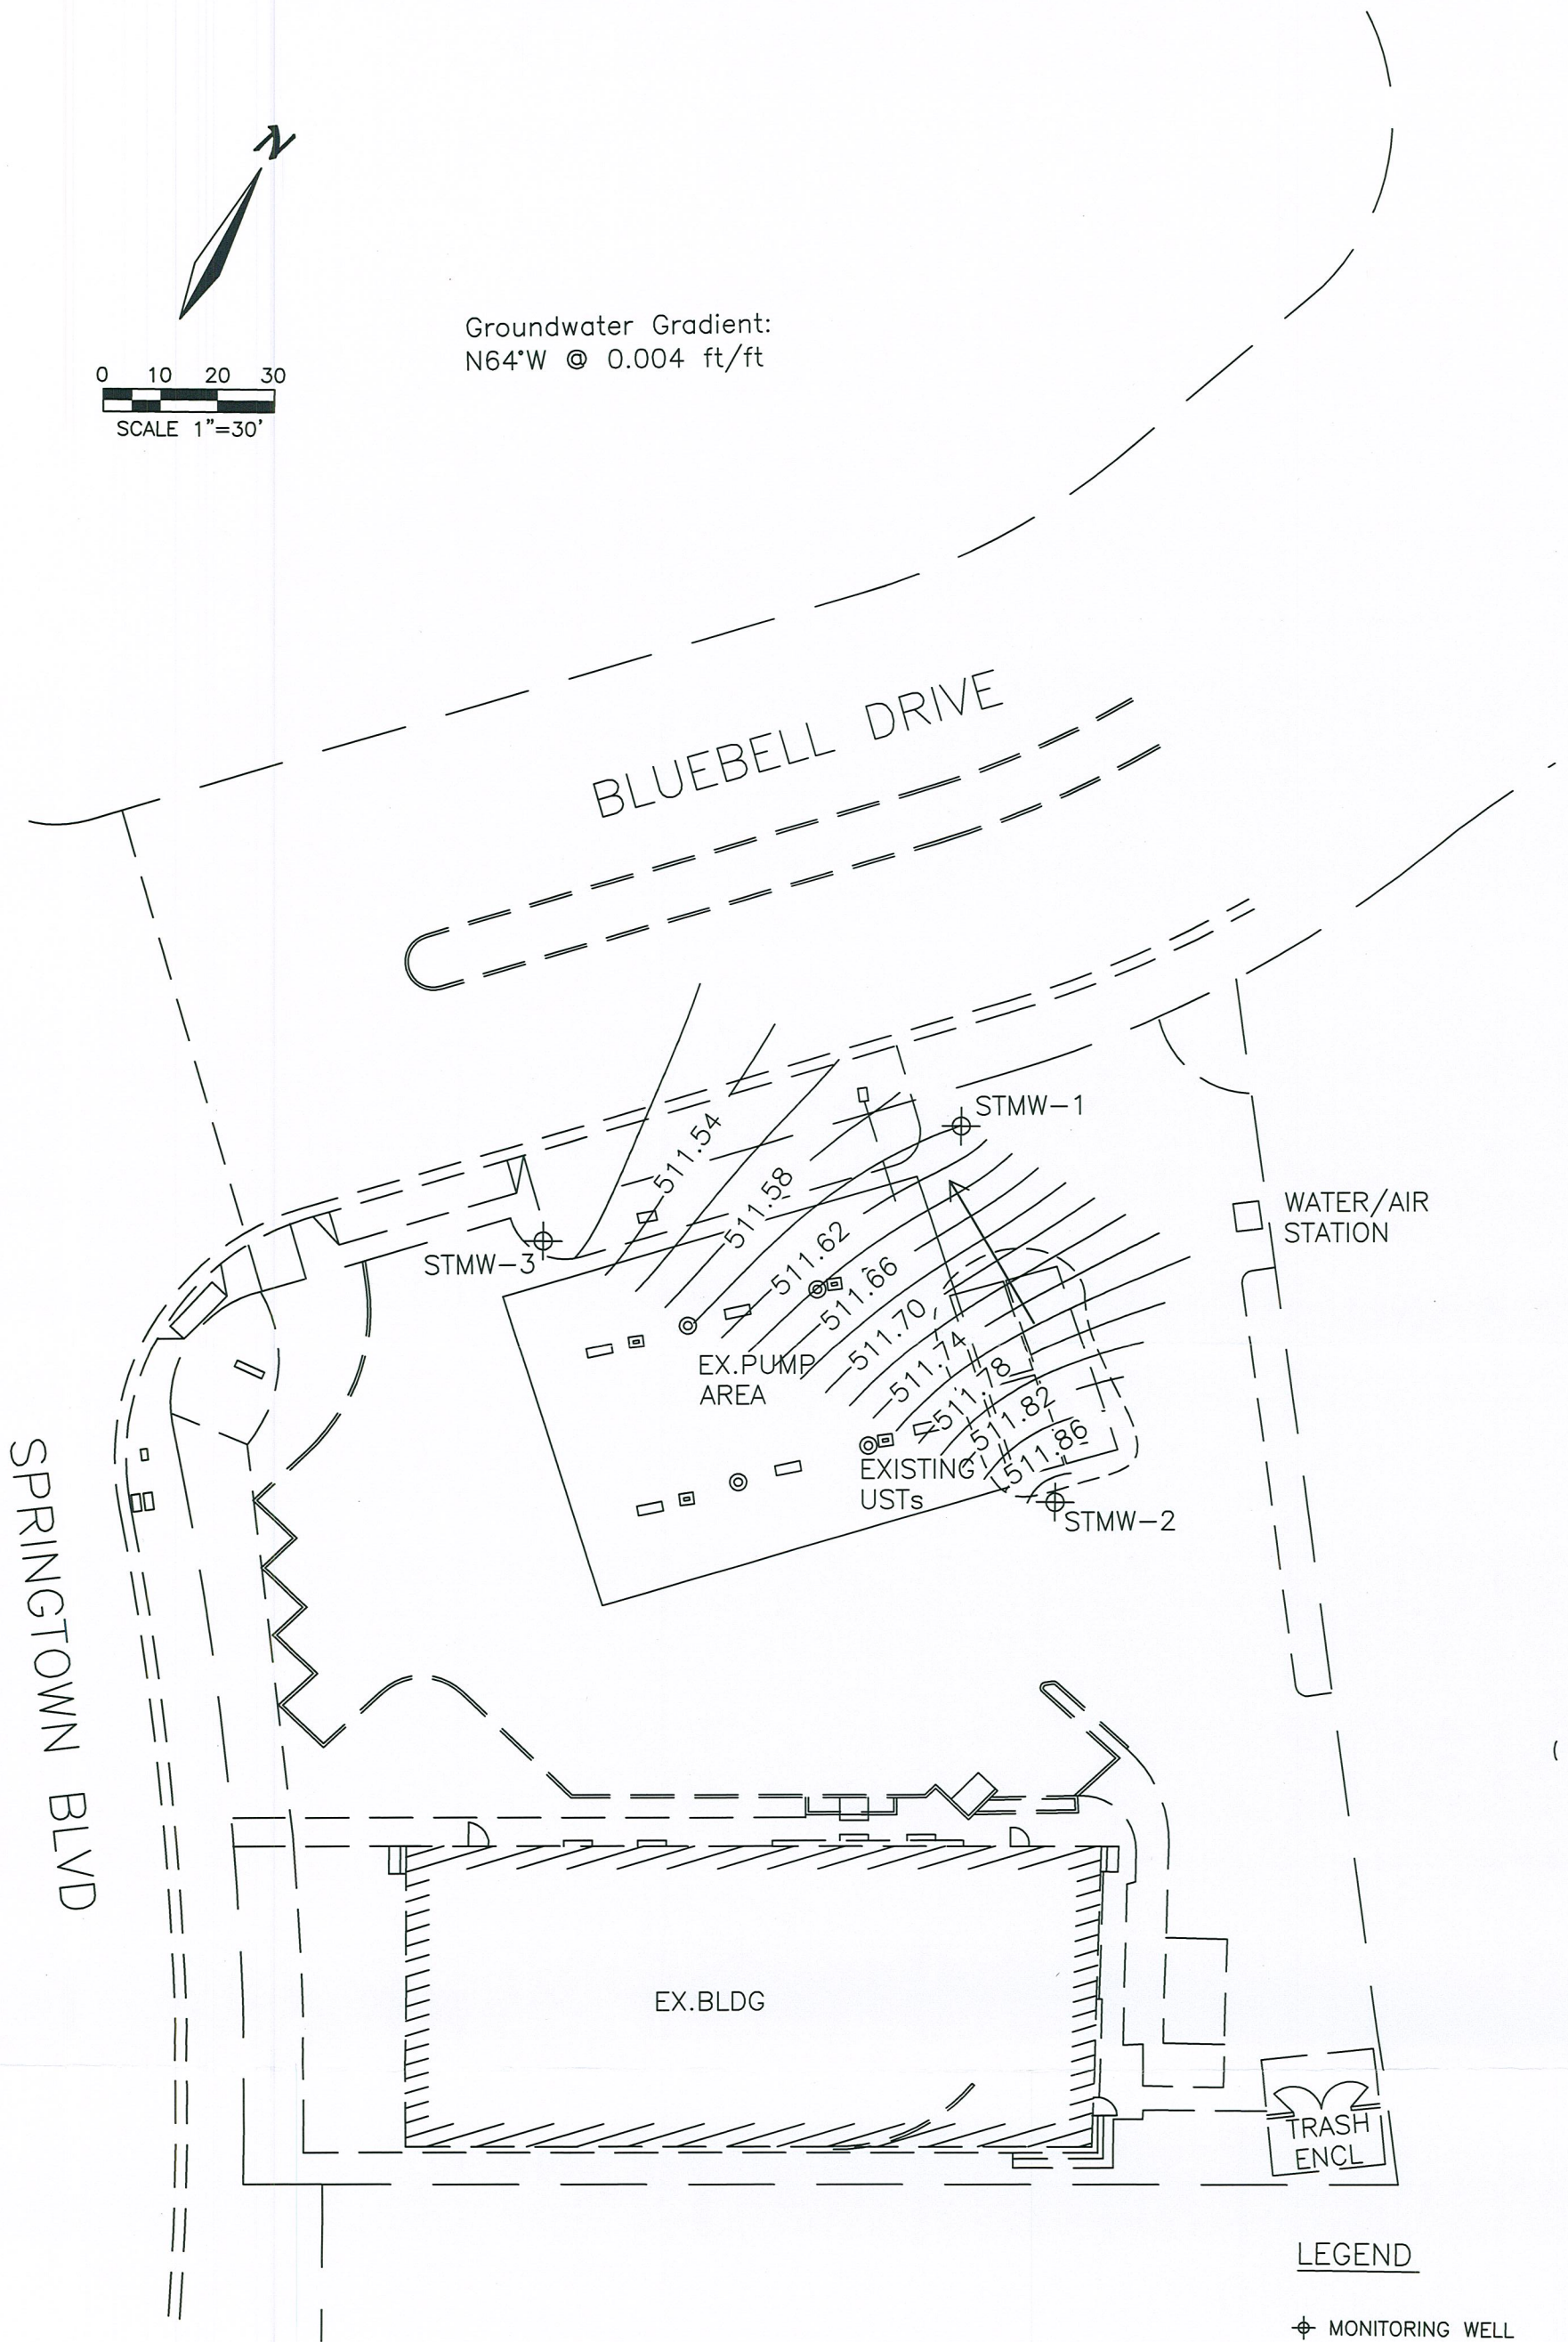 N
Groundwater Gradient:
N64°W @ 0.004 ft/ft
0 10 20 30
SCALE 1"=30'
BLUEBELL DRIVE
STMW-1
511.54
511.58
WATER/AIR
STATION
STMW-3
511.62
511.66
511.70
511.74
511.78
511.82
511.86
EX.PUMP
AREA
EXISTING
USTs
STMW-2
SPRINGTOWN BLVD
EX.BLDG
TRASH
ENCL
LEGEND
MONITORING WELL